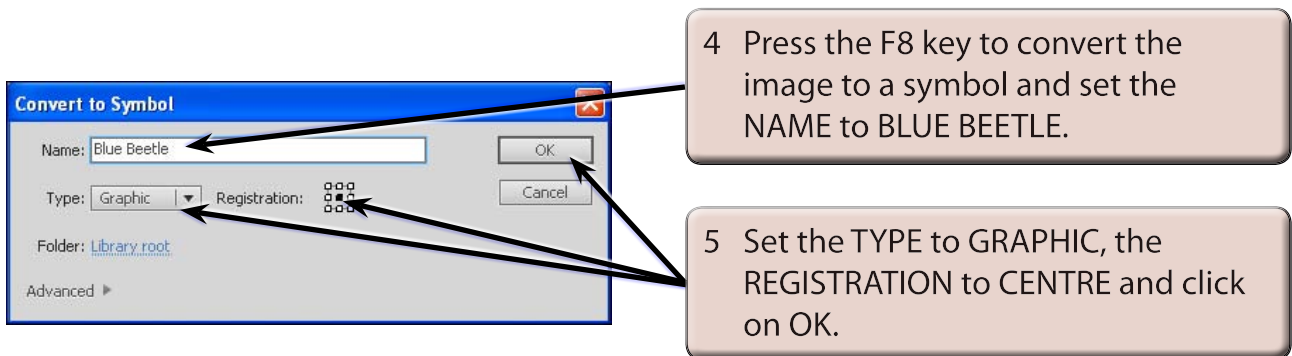 4 Press the F8 key to convert the
image to a symbol and set the
NAME to BLUE BEETLE.
Convert to Symbol
Name: Blue Beetle
OK
Type: Graphic Registration:
Cancel
Folder: Library root
Advanced
5 Set the TYPE to GRAPHIC, the
REGISTRATION to CENTRE and click
on OK.